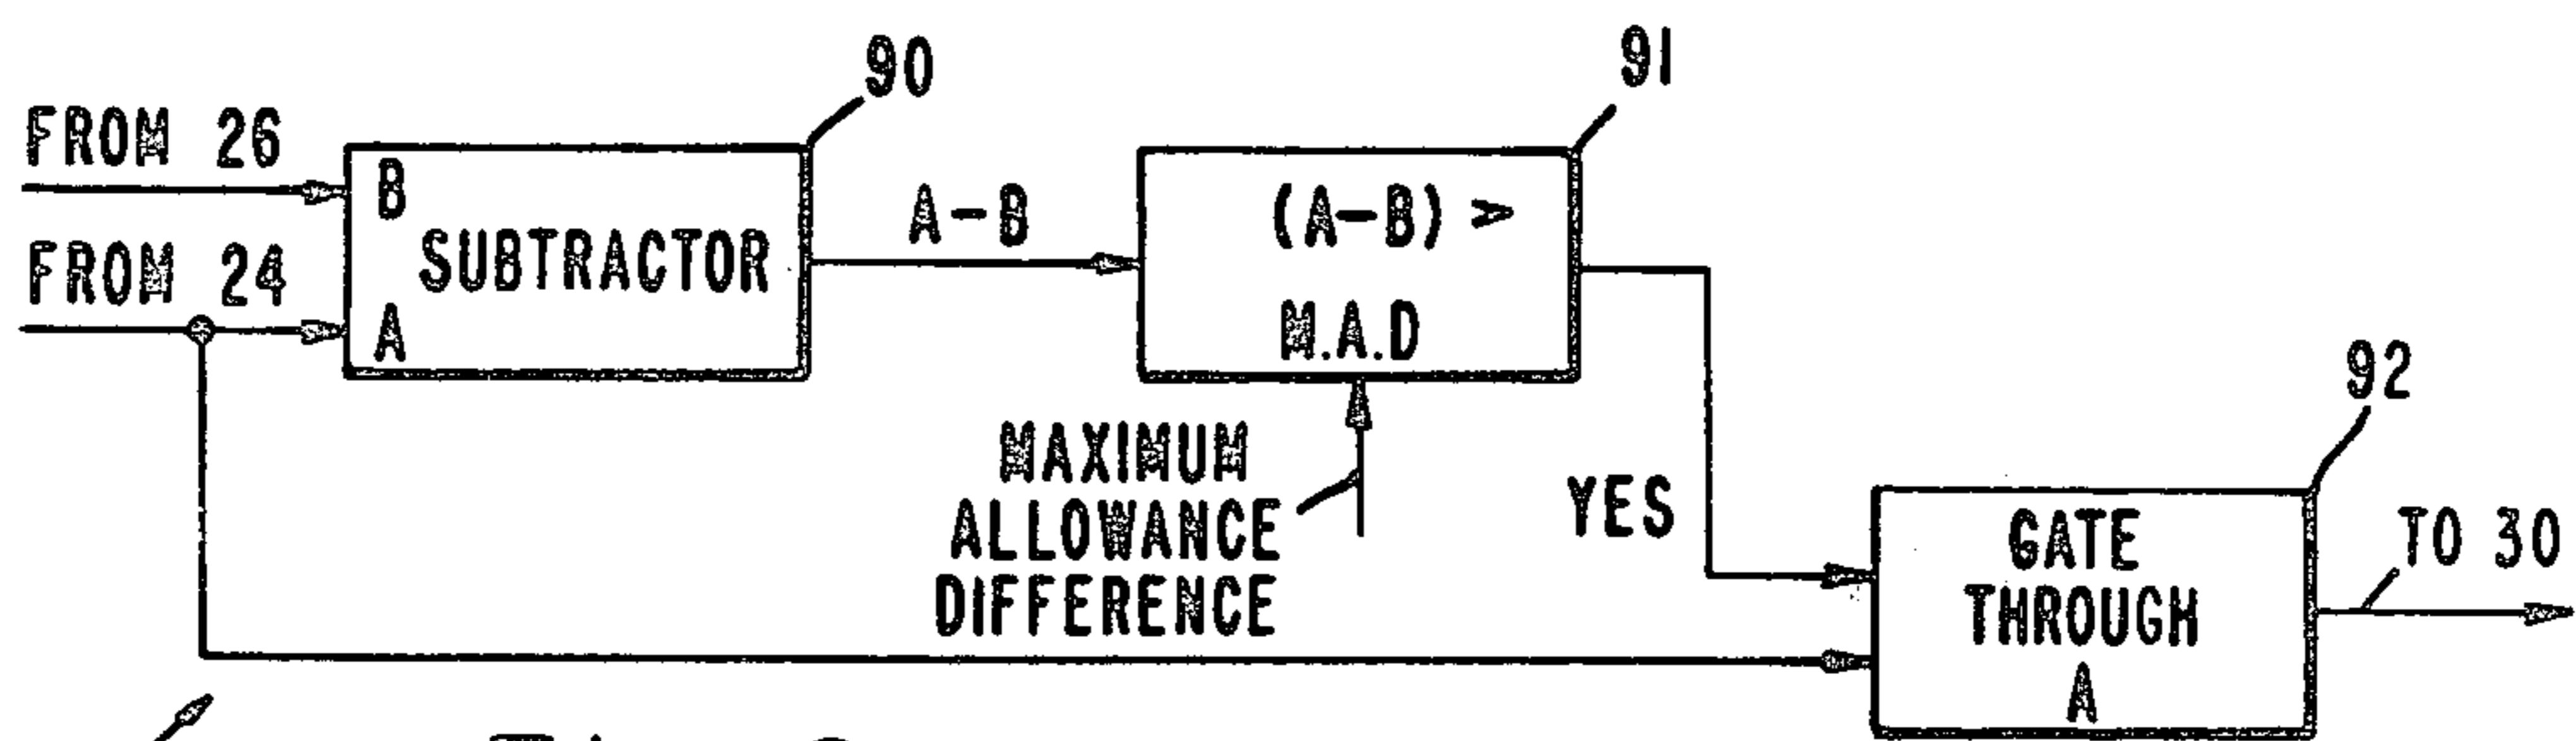 90
91
FROM 26
B
SUBTRACTOR
FROM 24
A
A-B
(A-B) >
M.A.D
MAXIMUM
ALLOWANCE
DIFFERENCE
YES
92
GATE
THROUGH
A
TO 30